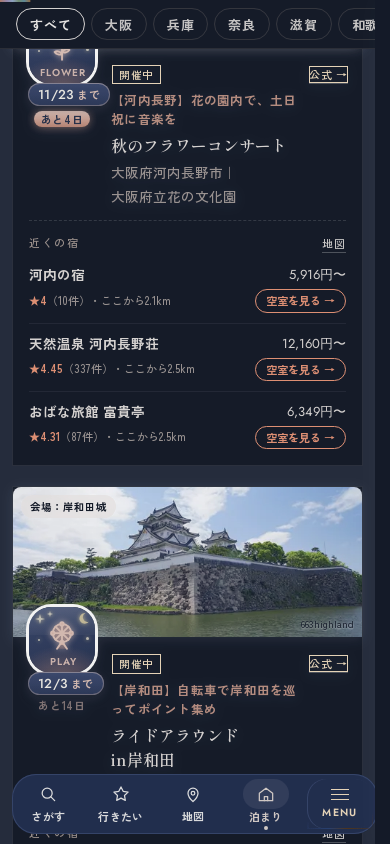 すべて
大阪
兵庫
奈良
滋賀
和歌
FLOWER
11/23 まで
あと4日
開催中
公式 →
【河内長野】花の園内で、土日
祝に音楽を
秋のフラワーコンサート
大阪府河内長野市｜
大阪府立花の文化園
近くの宿
地図
河内の宿
5,916円〜
★4（10件）・ここから2.1km
空室を見る →
天然温泉 河内長野荘
12,160円〜
★4.45（337件）・ここから2.5km
空室を見る →
おばな旅館 富貴亭
6,349円〜
★4.31（87件）・ここから2.5km
空室を見る →
会場：岸和田城
663highland
PLAY
12/3 まで
あと14日
開催中
公式 →
【岸和田】自転車で岸和田を巡
ってポイント集め
ライドアラウンド
in岸和田
さがす
行きたい
地図
泊まり
MENU
近くの宿
地図